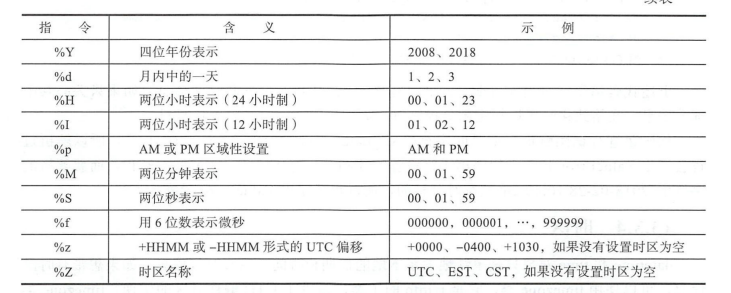 指 令 含 义 示 例
%Y 四位年份表示 2008、2018
%d 月内中的一天 1、2、3
%H 两位小时表示（24 小时制） 00、01、23
%I 两位小时表示（12 小时制） 01、02、12
%p AM 或 PM 区域性设置 AM 和 PM
%M 两位分钟表示 00、01、59
%S 两位秒表示 00、01、59
%f 用 6 位数表示微秒 000000，000001，…，999999
%z +HHMM 或 –HHMM 形式的 UTC 偏移 +0000、–0400、+1030，如果没有设置时区为空
%Z 时区名称 UTC、EST、CST，如果没有设置时区为空